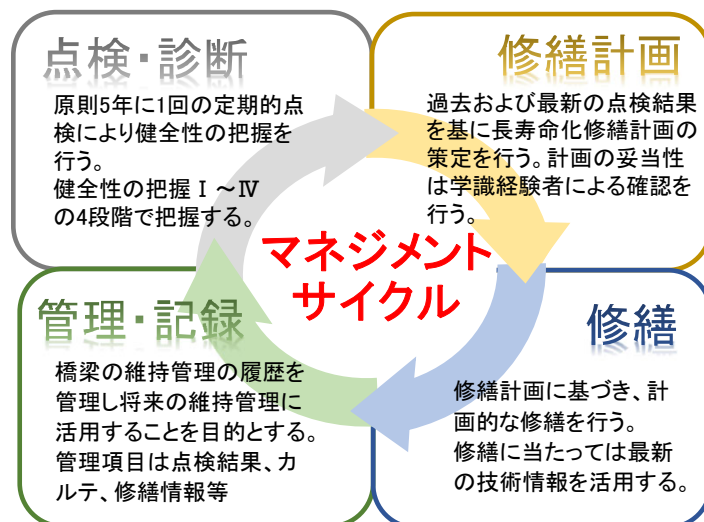 点検・診断
原則5年に1回の定期的点
検により健全性の把握を
行う。
健全性の把握Ⅰ～Ⅳ
の4段階で把握する。
修繕計画
過去および最新の点検結果
を基に長寿命化修繕計画の
策定を行う。計画の妥当性
は学識経験者による確認を
行う。
マネジメント
サイクル
管理・記録
橋梁の維持管理の履歴を
管理し将来の維持管理に
活用することを目的とする。
管理項目は点検結果、カ
ルテ、修繕情報等
修繕
修繕計画に基づき、計
画的な修繕を行う。
修繕に当たっては最新
の技術情報を活用する。